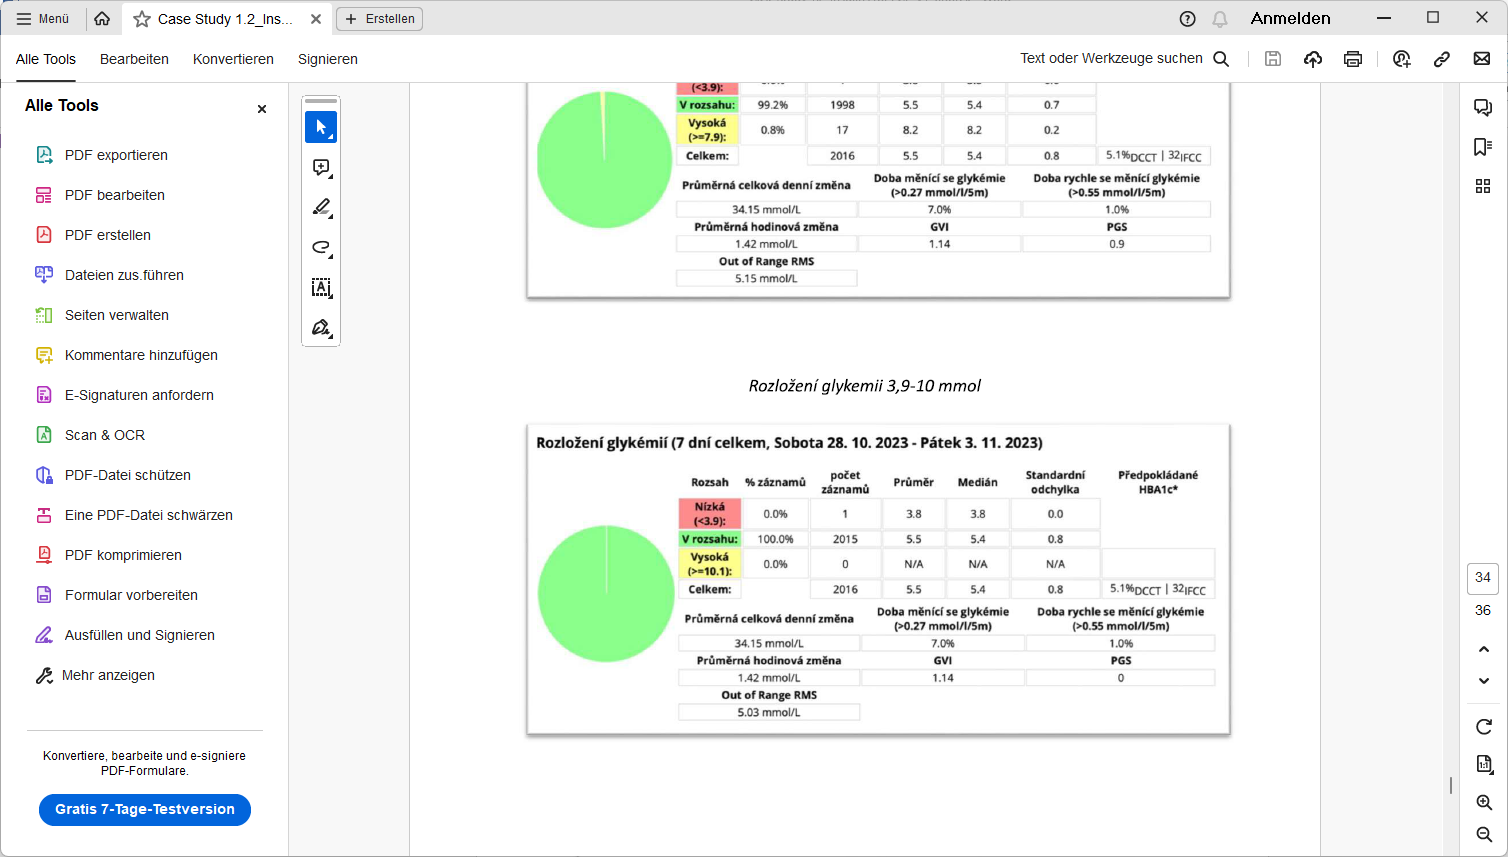 Menü
Case Study 1.2_Ins...
Erstellen
Anmelden
Alle Tools
Bearbeiten
Konvertieren
Signieren
Text oder Werkzeuge suchen
Alle Tools
PDF exportieren
PDF bearbeiten
PDF erstellen
Dateien zus.führen
Seiten verwalten
Kommentare hinzufügen
E-Signaturen anfordern
Scan & OCR
PDF-Datei schützen
Eine PDF-Datei schwärzen
PDF komprimieren
Formular vorbereiten
Ausfüllen und Signieren
Mehr anzeigen
Konvertiere, bearbeite und e-signiere
PDF-Formulare.
Gratis 7-Tage-Testversion
(<3.9):
V rozsahu: 99.2% 1998 5.5 5.4 0.7
Vysoká
(>=7.9): 0.8% 17 8.2 8.2 0.2
Celkem: 2016 5.5 5.4 0.8 5.1%DCCT | 32IFCC
Průměrná celková denní změna
Doba měnící se glykémie
(>0.27 mmol/l/5m)
Doba rychle se měnící glykémie
(>0.55 mmol/l/5m)
34.15 mmol/L 7.0% 1.0%
Průměrná hodinová změna GVI PGS
1.42 mmol/L 1.14 0.9
Out of Range RMS
5.15 mmol/L
Rozložení glykemii 3,9-10 mmol
Rozložení glykémií (7 dní celkem, Sobota 28. 10. 2023 - Pátek 3. 11. 2023)
Rozsah
% záznamů
počet
záznamů
Průměr
Medián
Standardní
odchylka
Předpokládané
HBA1c*
Nízká
(<3.9): 0.0% 1 3.8 3.8 0.0
V rozsahu: 100.0% 2015 5.5 5.4 0.8
Vysoká
(>=10.1): 0.0% 0 N/A N/A N/A
Celkem: 2016 5.5 5.4 0.8 5.1%DCCT | 32IFCC
Průměrná celková denní změna
Doba měnící se glykémie
(>0.27 mmol/l/5m)
Doba rychle se měnící glykémie
(>0.55 mmol/l/5m)
34.15 mmol/L 7.0% 1.0%
Průměrná hodinová změna GVI PGS
1.42 mmol/L 1.14 0
Out of Range RMS
5.03 mmol/L
34
36